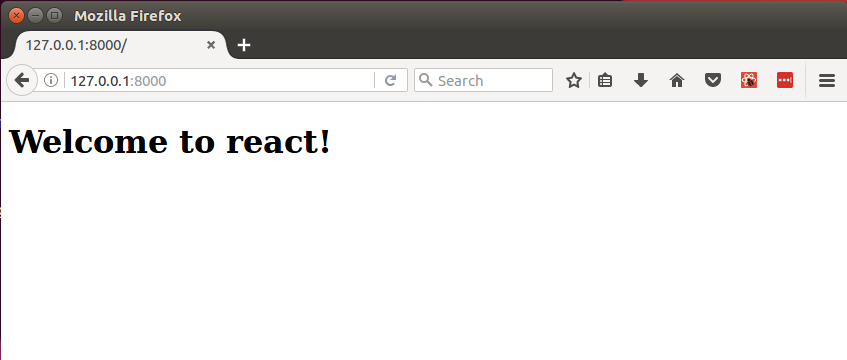 Mozilla Firefox
127.0.0.1:8000/
127.0.0.1:8000
Search
Welcome to react!